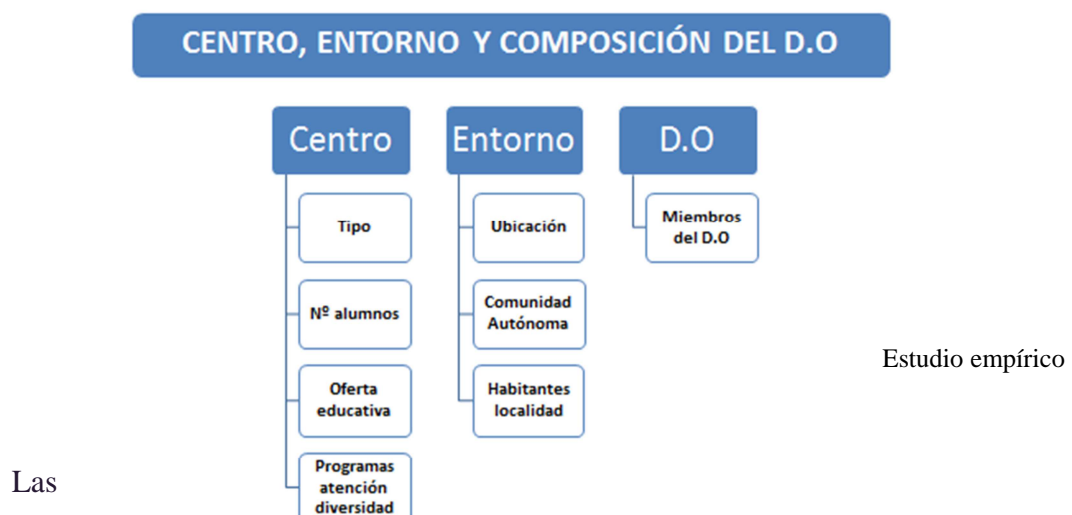 CENTRO, ENTORNO Y COMPOSICIÓN DEL D.O
Centro
Tipo
Nº alumnos
Oferta
educativa
Programas
atención
diversidad
Entorno
Ubicación
Comunidad
Autónoma
Habitantes
localidad
D.O
Miembros
del D.O
Estudio empírico
Las